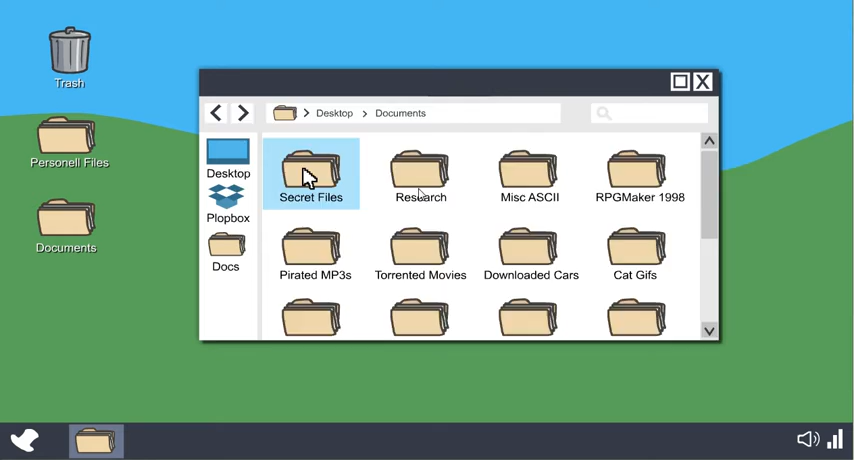 Trash
Personell Files
Documents
X
Desktop
Documents
Desktop
Plopbox
Docs
Secret Files
Research
Misc ASCII
RPGMaker 1998
Pirated MP3s
Torrented Movies
Downloaded Cars
Cat Gifs